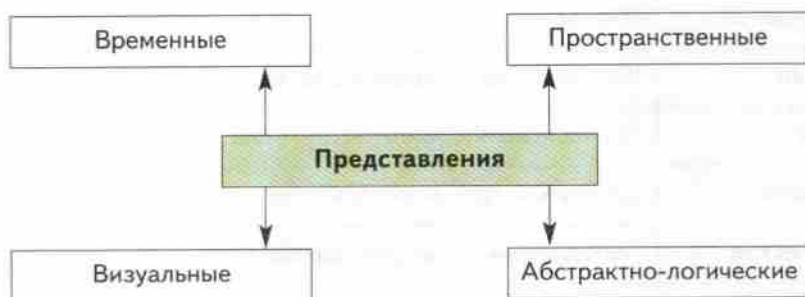 Временные
Пространственные
Представления
Визуальные
Абстрактно-логические